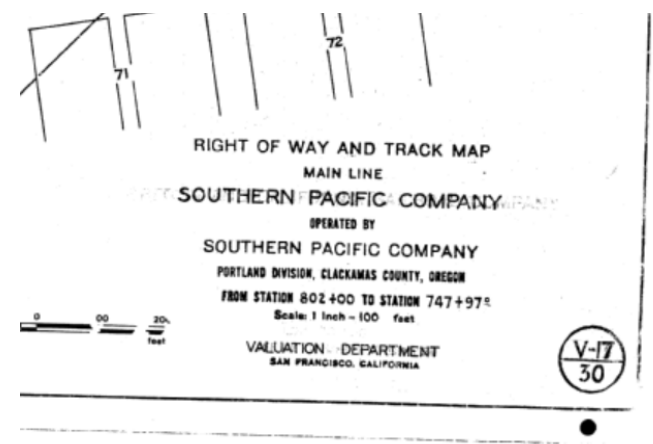 71
72
RIGHT OF WAY AND TRACK MAP
MAIN LINE
SOUTHERN PACIFIC COMPANY
OPERATED BY
SOUTHERN PACIFIC COMPANY
PORTLAND DIVISION, CLACKAMAS COUNTY, OREGON
FROM STATION 802+00 TO STATION 747+97
Scale: 1 Inch - 100 feet
0 00 20
feet
VALUATION DEPARTMENT
SAN FRANCISCO, CALIFORNIA
V-17
30